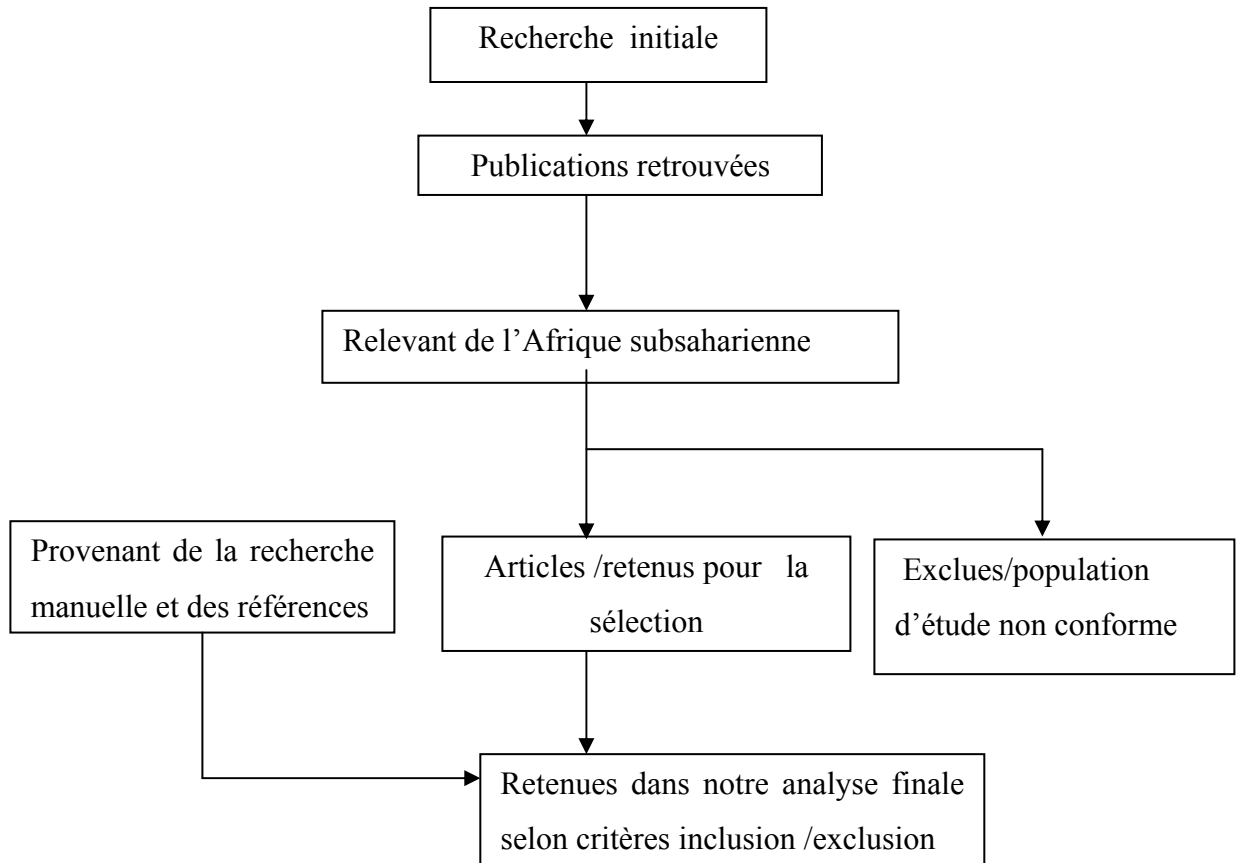 Recherche initiale
Publications retrouvées
Relevant de l’Afrique subsaharienne
Provenant de la recherche
manuelle et des références
Articles /retenus pour la
sélection
Exclues/population
d’étude non conforme
Retenues dans notre analyse finale
selon critères inclusion /exclusion